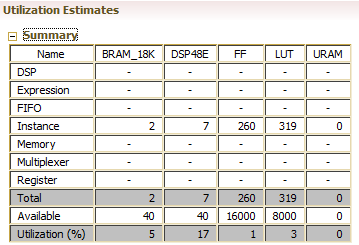 Utilization Estimates
Summary
Name BRAM_18K DSP48E FF LUT URAM
DSP - - - - -
Expression - - - - -
FIFO - - - - -
Instance 2 7 260 319 0
Memory - - - - -
Multiplexer - - - - -
Register - - - - -
Total 2 7 260 319 0
Available 40 40 16000 8000 0
Utilization (%) 5 17 1 3 0